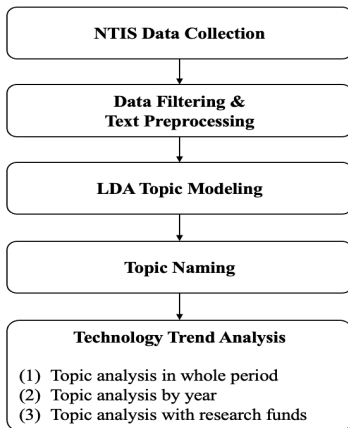 NTIS Data Collection
Data Filtering &
Text Preprocessing
LDA Topic Modeling
Topic Naming
Technology Trend Analysis
(1) Topic analysis in whole period
(2) Topic analysis by year
(3) Topic analysis with research funds